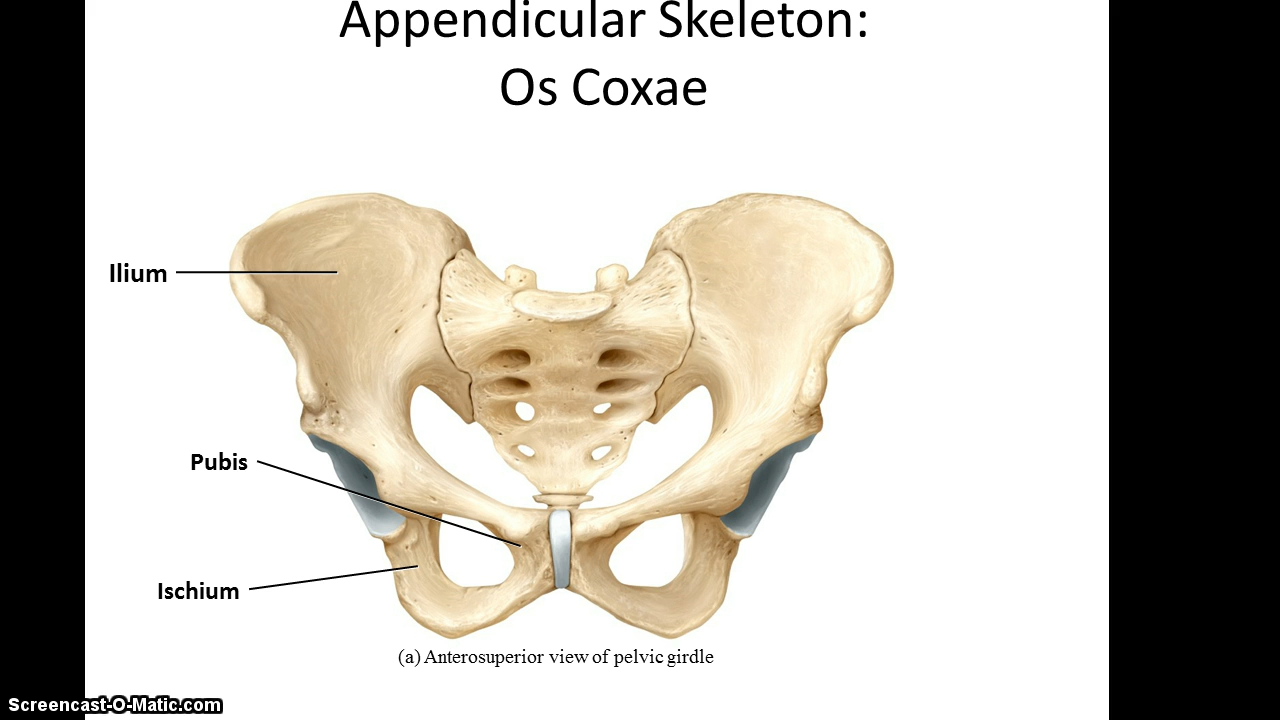 Appendicular Skeleton:
Os Coxae
Ilium
Pubis
Ischium
(a) Anterosuperior view of pelvic girdle
Screencast-O-Matic.com